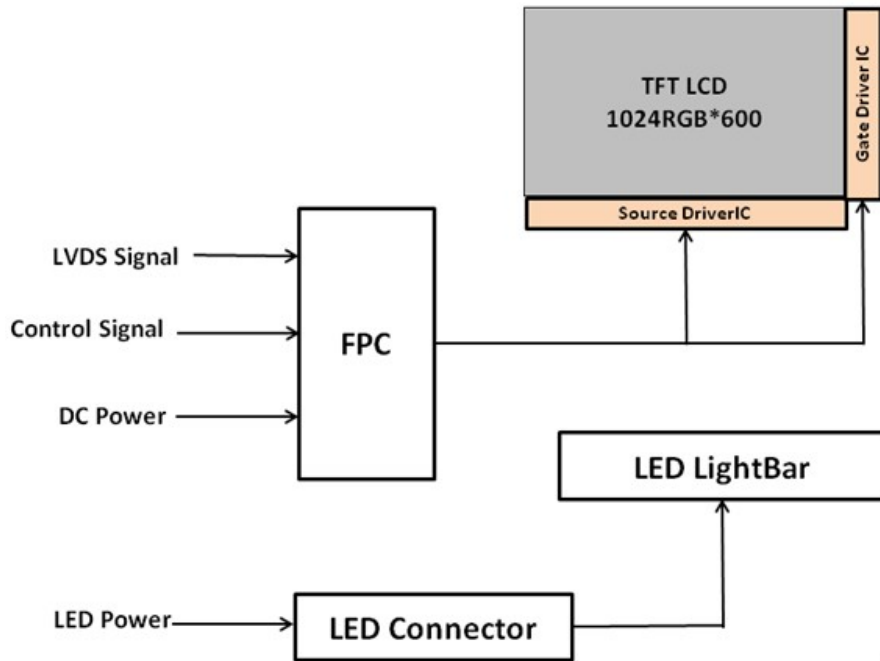 TFT LCD
1024RGB*600
Gate Driver IC
Source DriverIC
LVDS Signal
Control Signal
FPC
DC Power
LED LightBar
LED Power
LED Connector